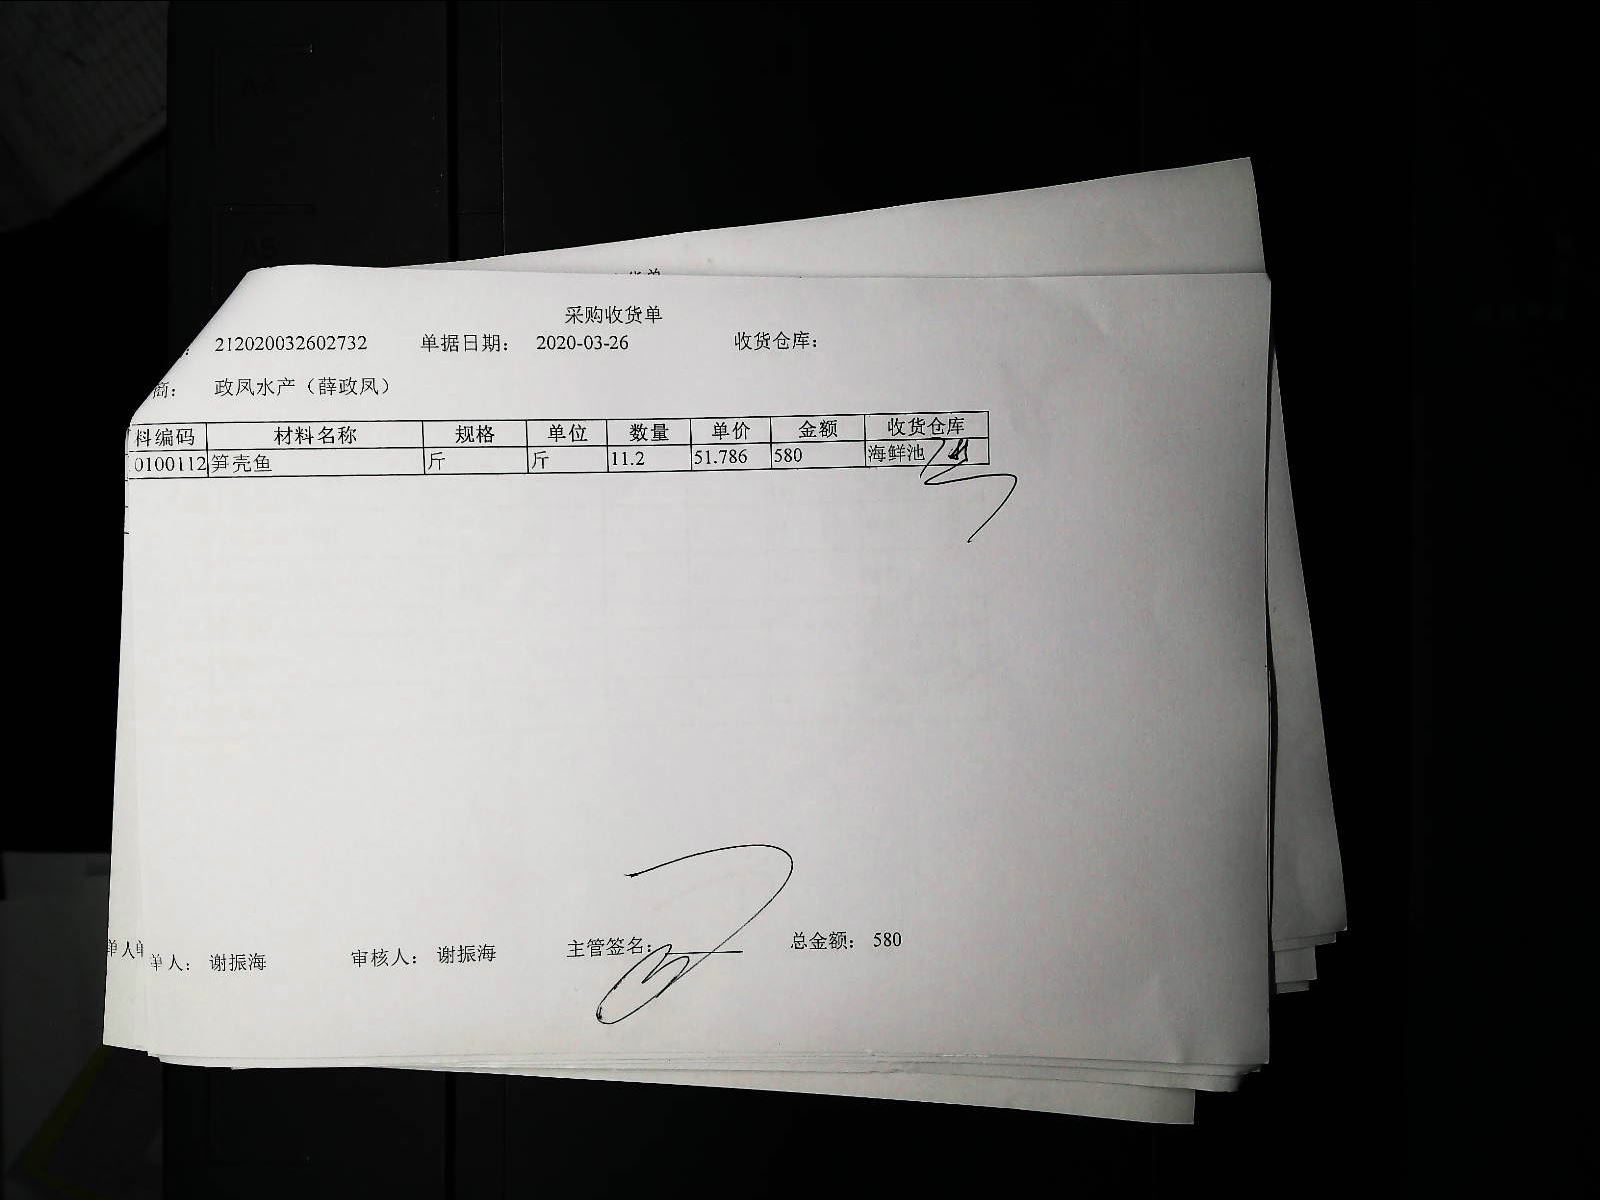 A4
A5
采购收货单
212020032602732 单据日期： 2020-03-26 收货仓库：
商： 政凤水产（薛政凤）
料编码 材料名称 规格 单位 数量 单价 金额 收货仓库
0100112 笋壳鱼 斤 斤 11.2 51.786 580 海鲜池
单人： 谢振海 审核人： 谢振海 主管签名： 总金额： 580